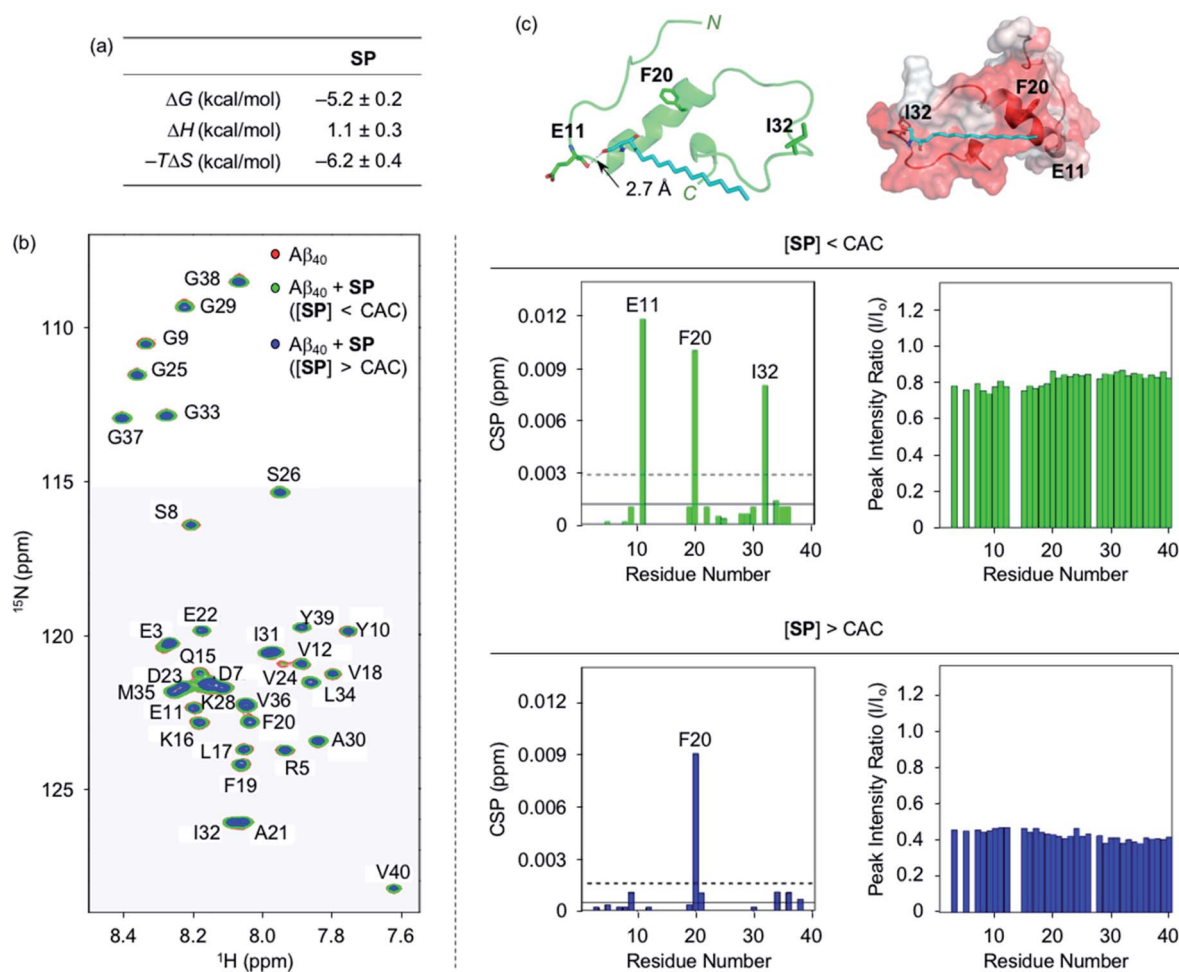 (a)
SP
ΔG (kcal/mol) –5.2 ± 0.2
ΔH (kcal/mol) 1.1 ± 0.3
–TΔS (kcal/mol) –6.2 ± 0.4
(c)
N
F20
E11
I32
2.7 Å
C
F20
I32
E11
(b)
110
115
120
125
¹⁵N (ppm)
8.4 8.2 8.0 7.8 7.6
¹H (ppm)
Aβ₄₀
Aβ₄₀ + SP
([SP] < CAC)
Aβ₄₀ + SP
([SP] > CAC)
G38
G29
G9
G25
G33
G37
S26
S8
E22
Y39
E3
I31
Y10
Q15
V12
D23
D7
V24
V18
M35
K28
L34
E11
V36
K16
F20
L17
A30
R5
F19
I32
A21
V40
[SP] < CAC
CSP (ppm)
0.012
0.009
0.006
0.003
0
E11
F20
I32
10 20 30 40
Residue Number
Peak Intensity Ratio (I/Iₒ)
1.2
1.0
0.8
0.6
0.4
0.2
0
10 20 30 40
Residue Number
[SP] > CAC
CSP (ppm)
0.012
0.009
0.006
0.003
0
F20
10 20 30 40
Residue Number
Peak Intensity Ratio (I/Iₒ)
1.2
1.0
0.8
0.6
0.4
0.2
0
10 20 30 40
Residue Number